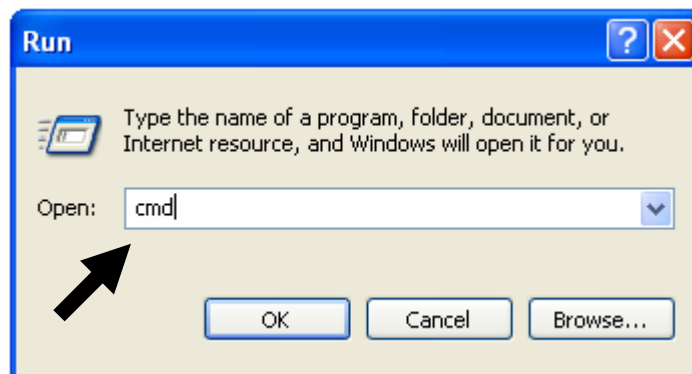 Run
Type the name of a program, folder, document, or
Internet resource, and Windows will open it for you.
Open: cmd
OK Cancel Browse...